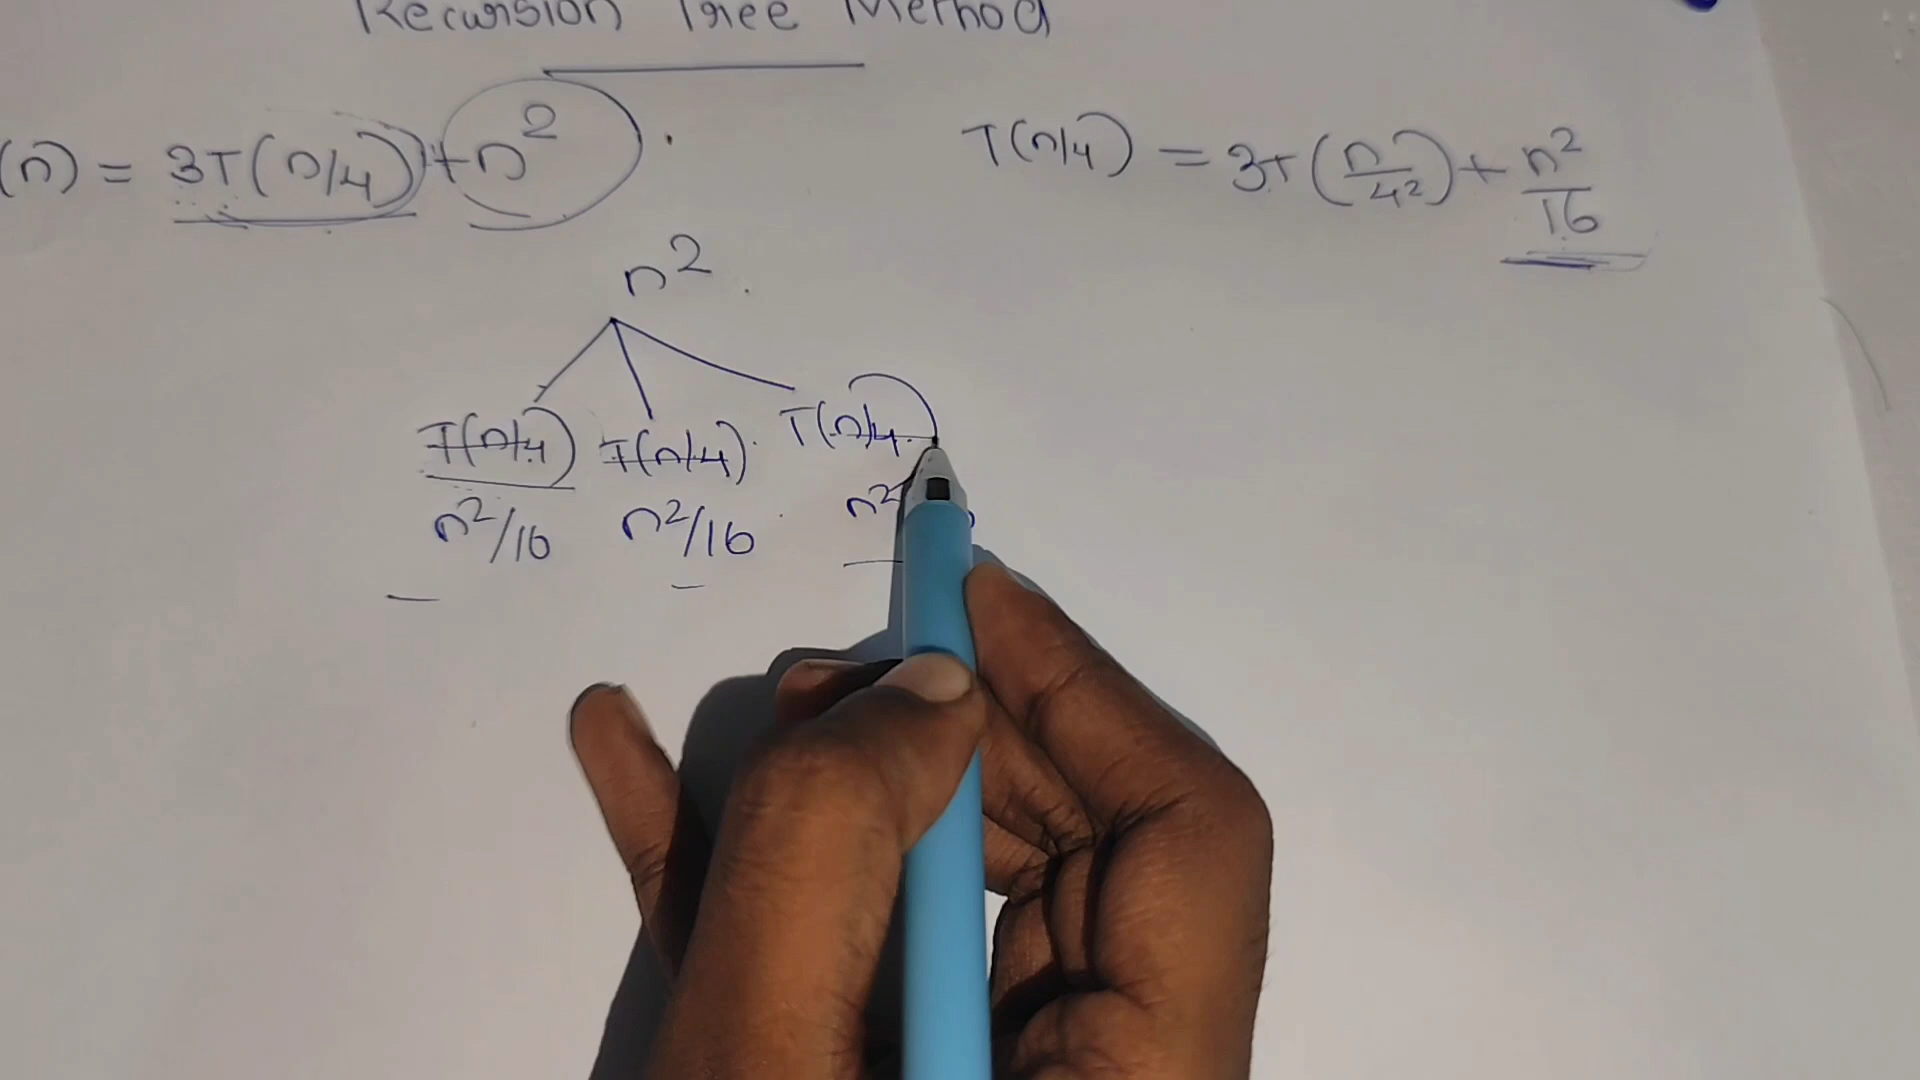 Recursion Tree Method
(n) = 3T(n/4) + n²
T(n/4) = 3T(n/4²) + n²/16
n²
T(n/4) T(n/4) T(n/4
n²/16 n²/16 n²